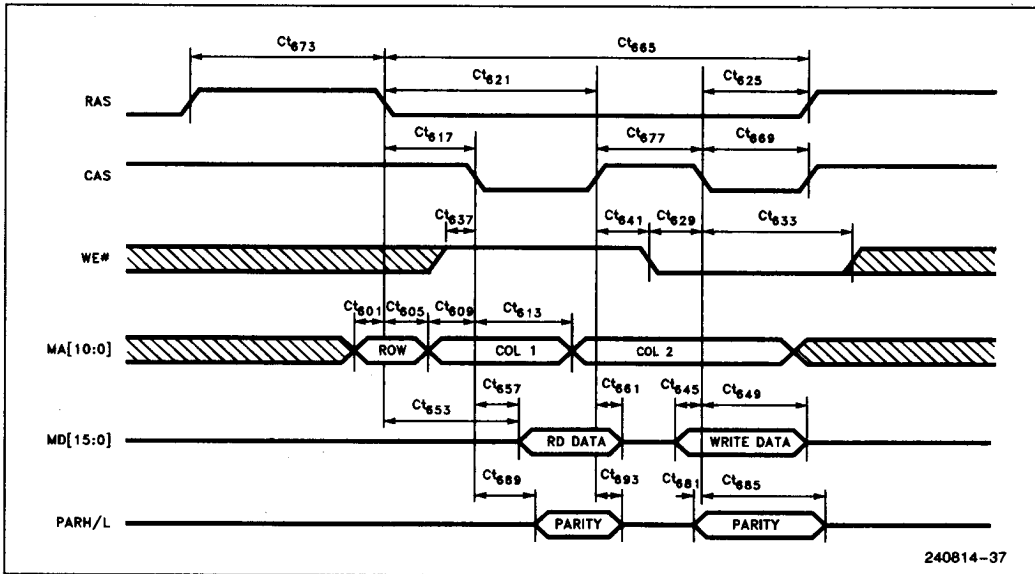 Ct673
Ct665
Ct621
Ct625
RAS
Ct617
Ct677
Ct669
CAS
Ct637
Ct641
Ct629
Ct633
WE#
Ct601
Ct605
Ct609
Ct613
MA[10:0]
ROW
COL 1
COL 2
Ct657
Ct661
Ct645
Ct649
Ct653
MD[15:0]
RD DATA
WRITE DATA
Ct689
Ct693
Ct681
Ct685
PARH/L
PARITY
PARITY
240814-37